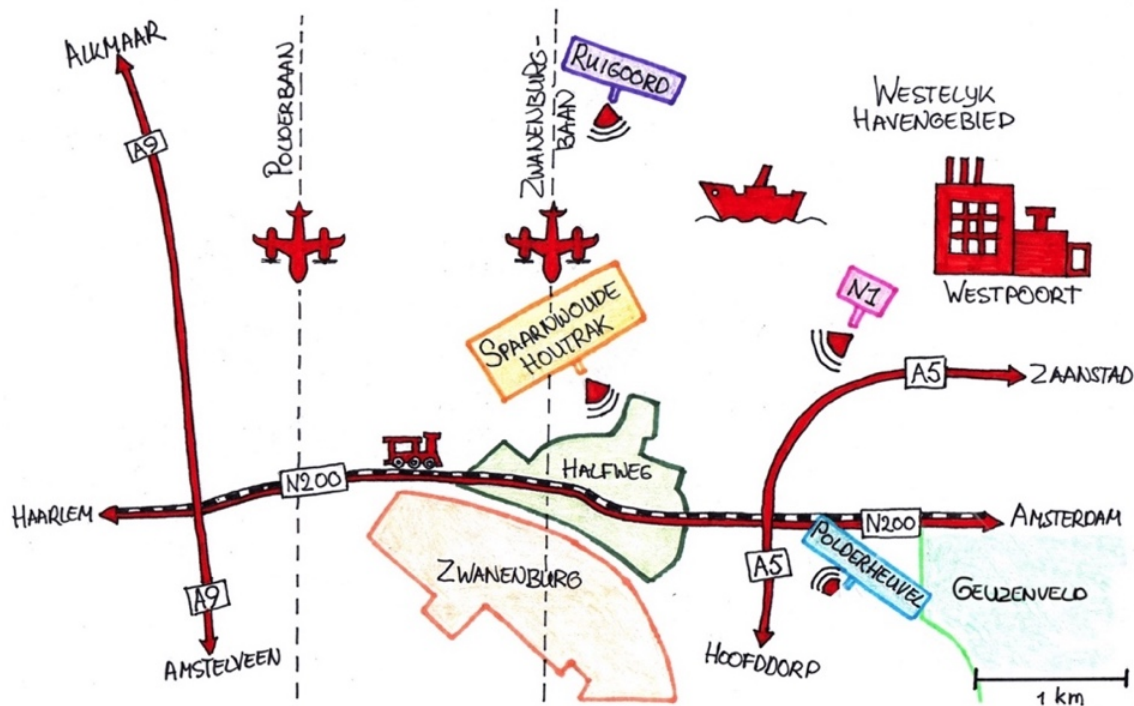 ALKMAAR
A9
POLDERBAAN
ZWANENBURG-
BAAN
RUIGOORD
WESTELYK
HAVENGEBIED
WESTPOORT
SPAARNWOUDE
HOUTRAK
N1
A5
ZAANSTAD
HALFWEG
N200
HAARLEM
N200
AMSTERDAM
POLDERHEUVEL
A5
ZWANENBURG
GEUZENVELD
A9
AMSTELVEEN
HOOFDDORP
1 km